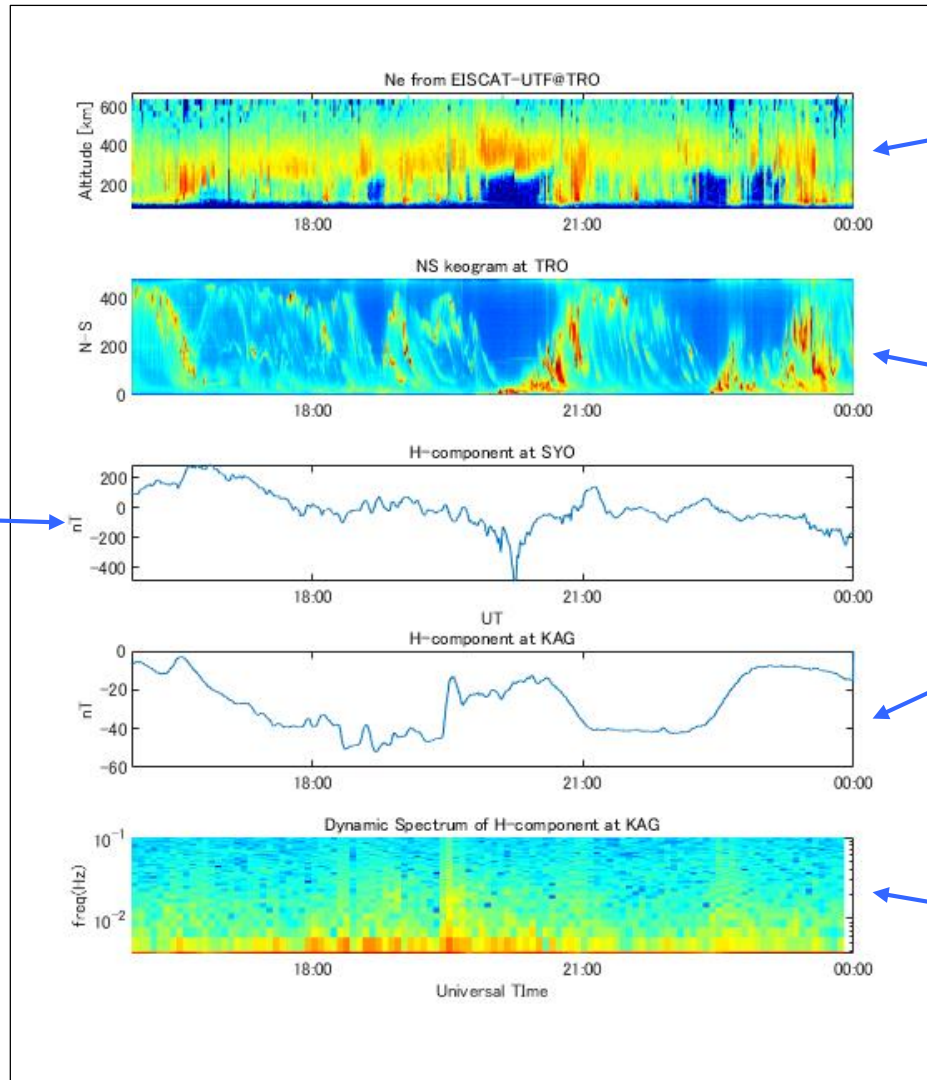 Ne from EISCAT-UTF@TRO
Altitude [km]
600
400
200
18:00 21:00 00:00
NS keogram at TRO
N-S
400
200
0
18:00 21:00 00:00
H-component at SYO
nT
200
0
-200
-400
18:00 21:00 00:00
UT
H-component at KAG
nT
0
-20
-40
-60
18:00 21:00 00:00
Dynamic Spectrum of H-component at KAG
freq(Hz)
10⁻¹
10⁻²
18:00 21:00 00:00
Universal TIme